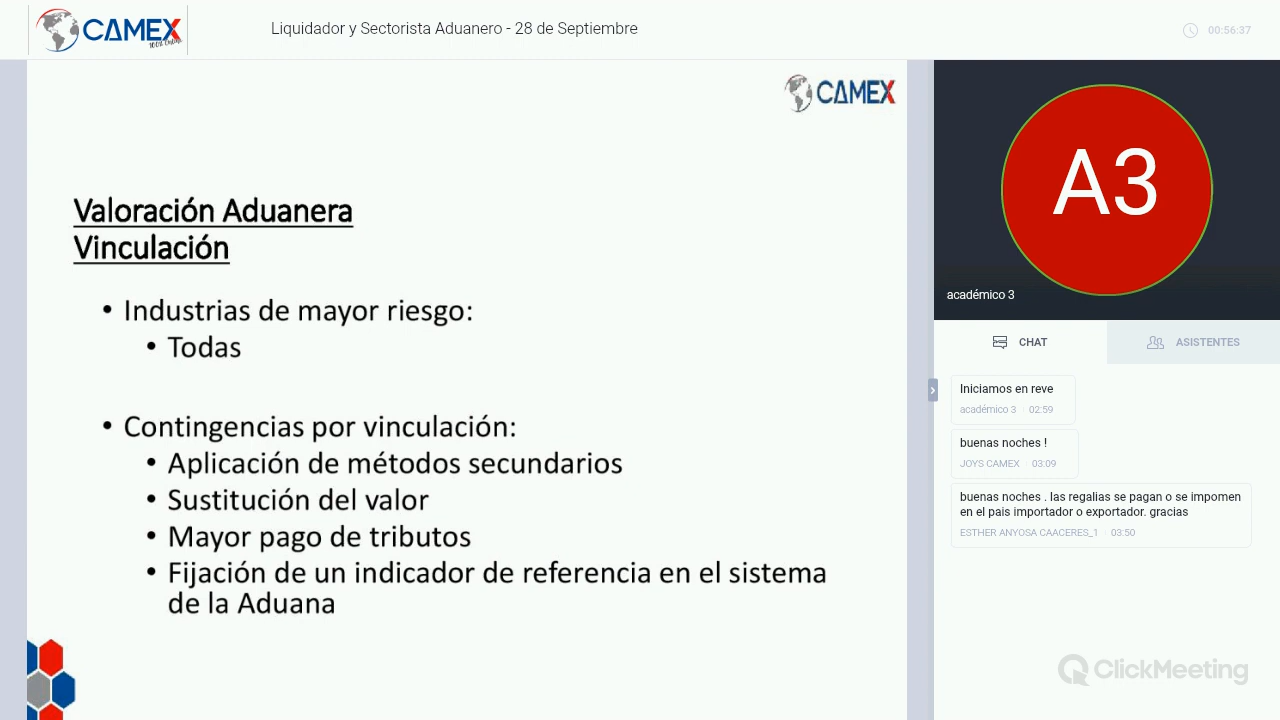 CAMEX
100% Online
Liquidador y Sectorista Aduanero - 28 de Septiembre
00:56:37
CAMEX
Valoración Aduanera
Vinculación
• Industrias de mayor riesgo:
• Todas
• Contingencias por vinculación:
• Aplicación de métodos secundarios
• Sustitución del valor
• Mayor pago de tributos
• Fijación de un indicador de referencia en el sistema
de la Aduana
A3
académico 3
CHAT
ASISTENTES
Iniciamos en reve
académico 3 · 02:59
buenas noches !
JOYS CAMEX 03:09
buenas noches . las regalias se pagan o se impomen
en el pais importador o exportador. gracias
ESTHER ANYOSA CAACERES_1 · 03:50
ClickMeeting